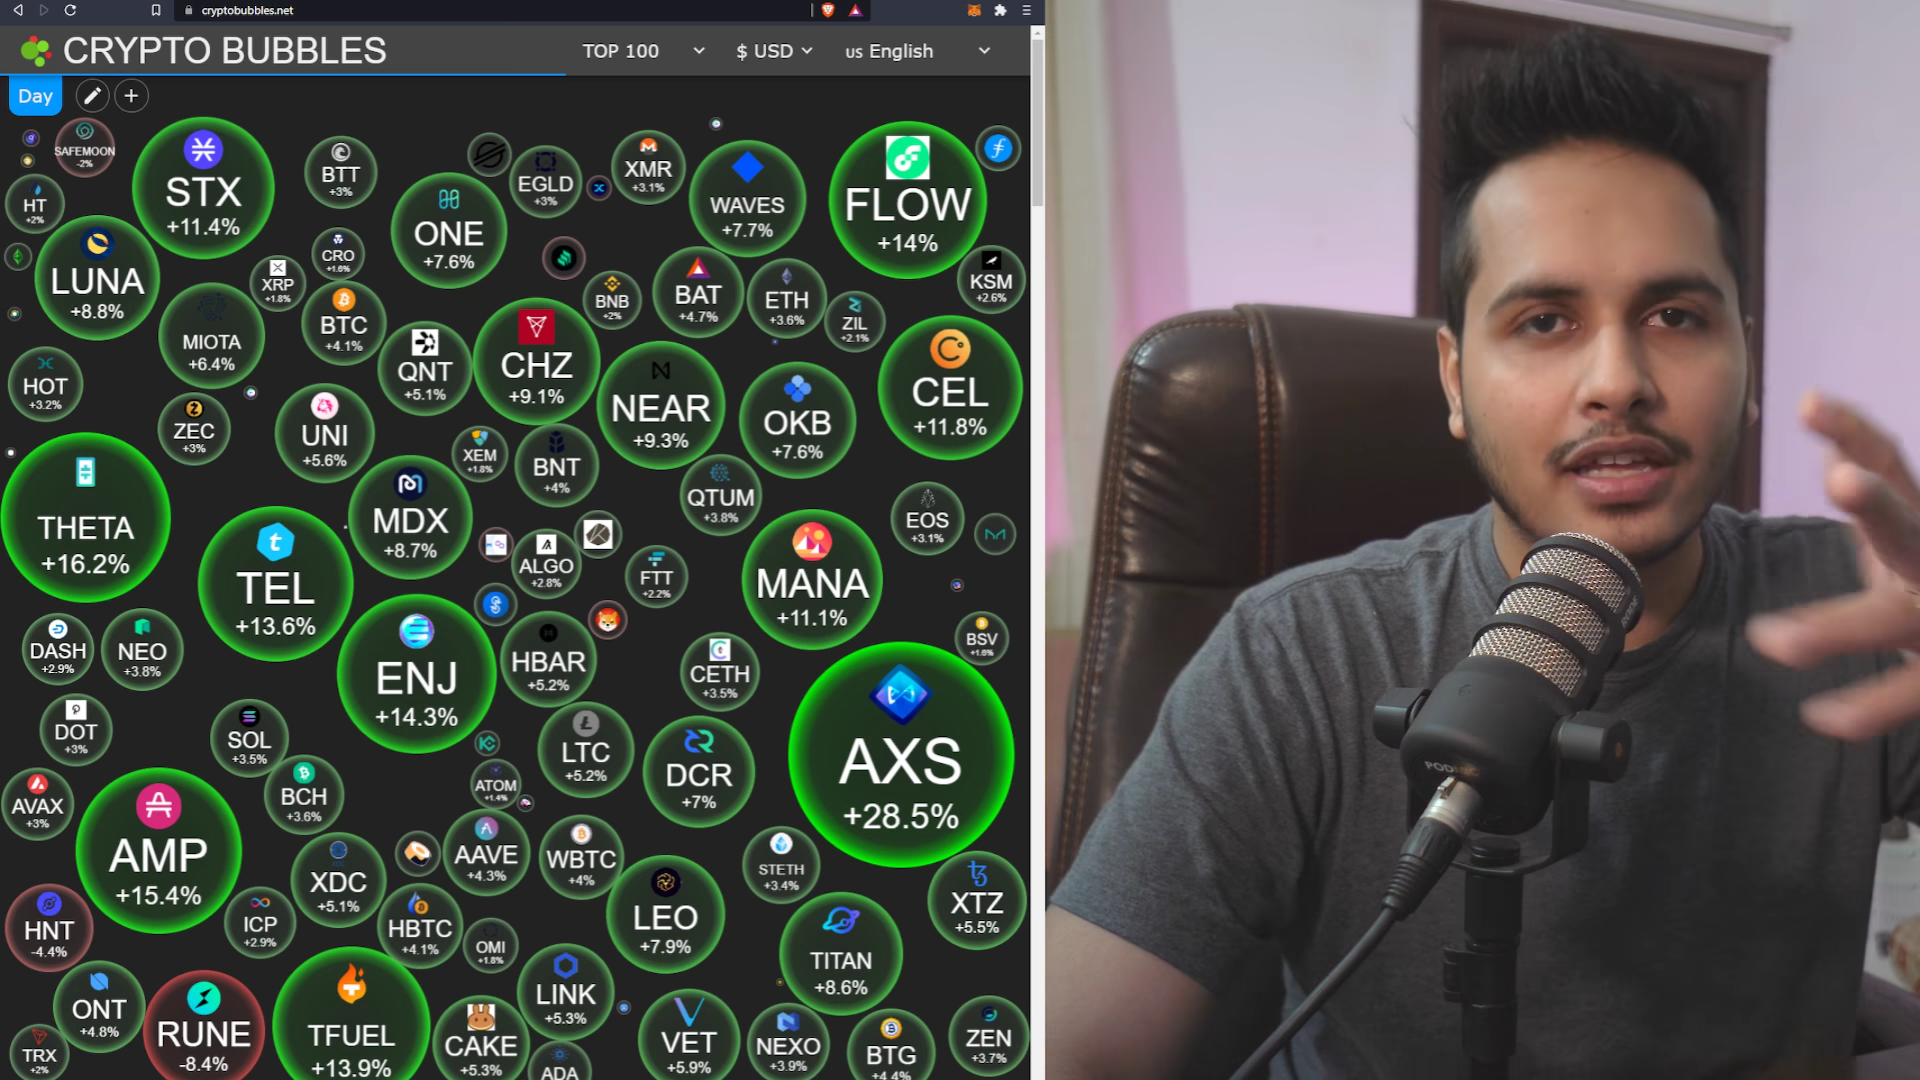 cryptobubbles.net
CRYPTO BUBBLES
TOP 100
$ USD
us English
Day
SAFEMOON
-2%
STX
+11.4%
BTT
+3%
EGLD
+3%
XMR
+3.1%
WAVES
+7.7%
FLOW
+14%
HT
+2%
LUNA
+8.8%
CRO
+1.6%
ONE
+7.6%
XRP
+1.8%
BNB
+2%
BAT
+4.7%
ETH
+3.6%
KSM
+2.6%
MIOTA
+6.4%
BTC
+4.1%
ZIL
+2.1%
HOT
+3.2%
QNT
+5.1%
CHZ
+9.1%
NEAR
+9.3%
OKB
+7.6%
CEL
+11.8%
ZEC
+3%
UNI
+5.6%
XEM
+1.8%
BNT
+4%
QTUM
+3.8%
THETA
+16.2%
MDX
+8.7%
EOS
+3.1%
TEL
+13.6%
ALGO
+2.8%
FTT
+2.2%
MANA
+11.1%
DASH
+2.9%
NEO
+3.8%
ENJ
+14.3%
HBAR
+5.2%
CETH
+3.5%
BSV
+1.6%
DOT
+3%
SOL
+3.5%
LTC
+5.2%
DCR
+7%
AXS
+28.5%
AVAX
+3%
BCH
+3.6%
ATOM
+1.4%
AMP
+15.4%
AAVE
+4.3%
WBTC
+4%
STETH
+3.4%
XDC
+5.1%
HNT
-4.4%
ICP
+2.9%
HBTC
+4.1%
LEO
+7.9%
XTZ
+5.5%
OMI
+1.8%
TITAN
+8.6%
ONT
+4.8%
RUNE
-8.4%
TFUEL
+13.9%
LINK
+5.3%
TRX
+2%
CAKE
+5.3%
ADA
VET
+5.9%
NEXO
+3.9%
BTG
+4.4%
ZEN
+3.7%